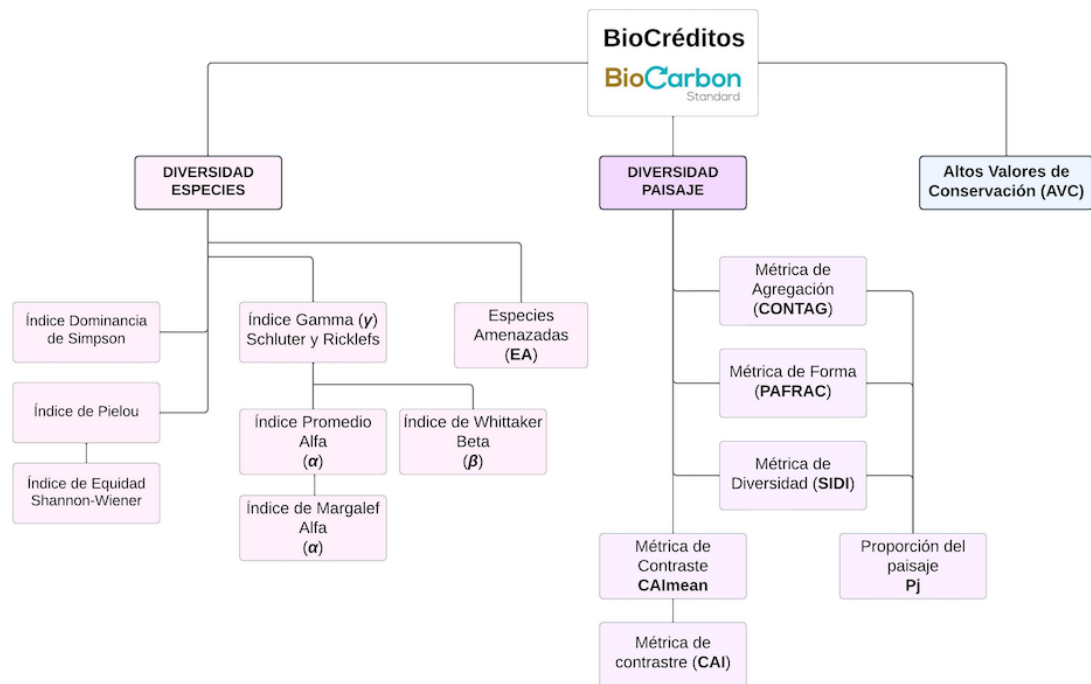 BioCréditos
BioCarbon
Standard
DIVERSIDAD
ESPECIES
DIVERSIDAD
PAISAJE
Altos Valores de
Conservación (AVC)
Índice Dominancia
de Simpson
Índice Gamma (γ)
Schluter y Ricklefs
Especies
Amenazadas
(EA)
Índice de Pielou
Índice Promedio
Alfa
(α)
Índice de Whittaker
Beta
(β)
Índice de Equidad
Shannon-Wiener
Índice de Margalef
Alfa
(α)
Métrica de
Agregación
(CONTAG)
Métrica de Forma
(PAFRAC)
Métrica de
Diversidad (SIDI)
Métrica de
Contraste
CAImean
Proporción del
paisaje
Pj
Métrica de
contrastre (CAI)